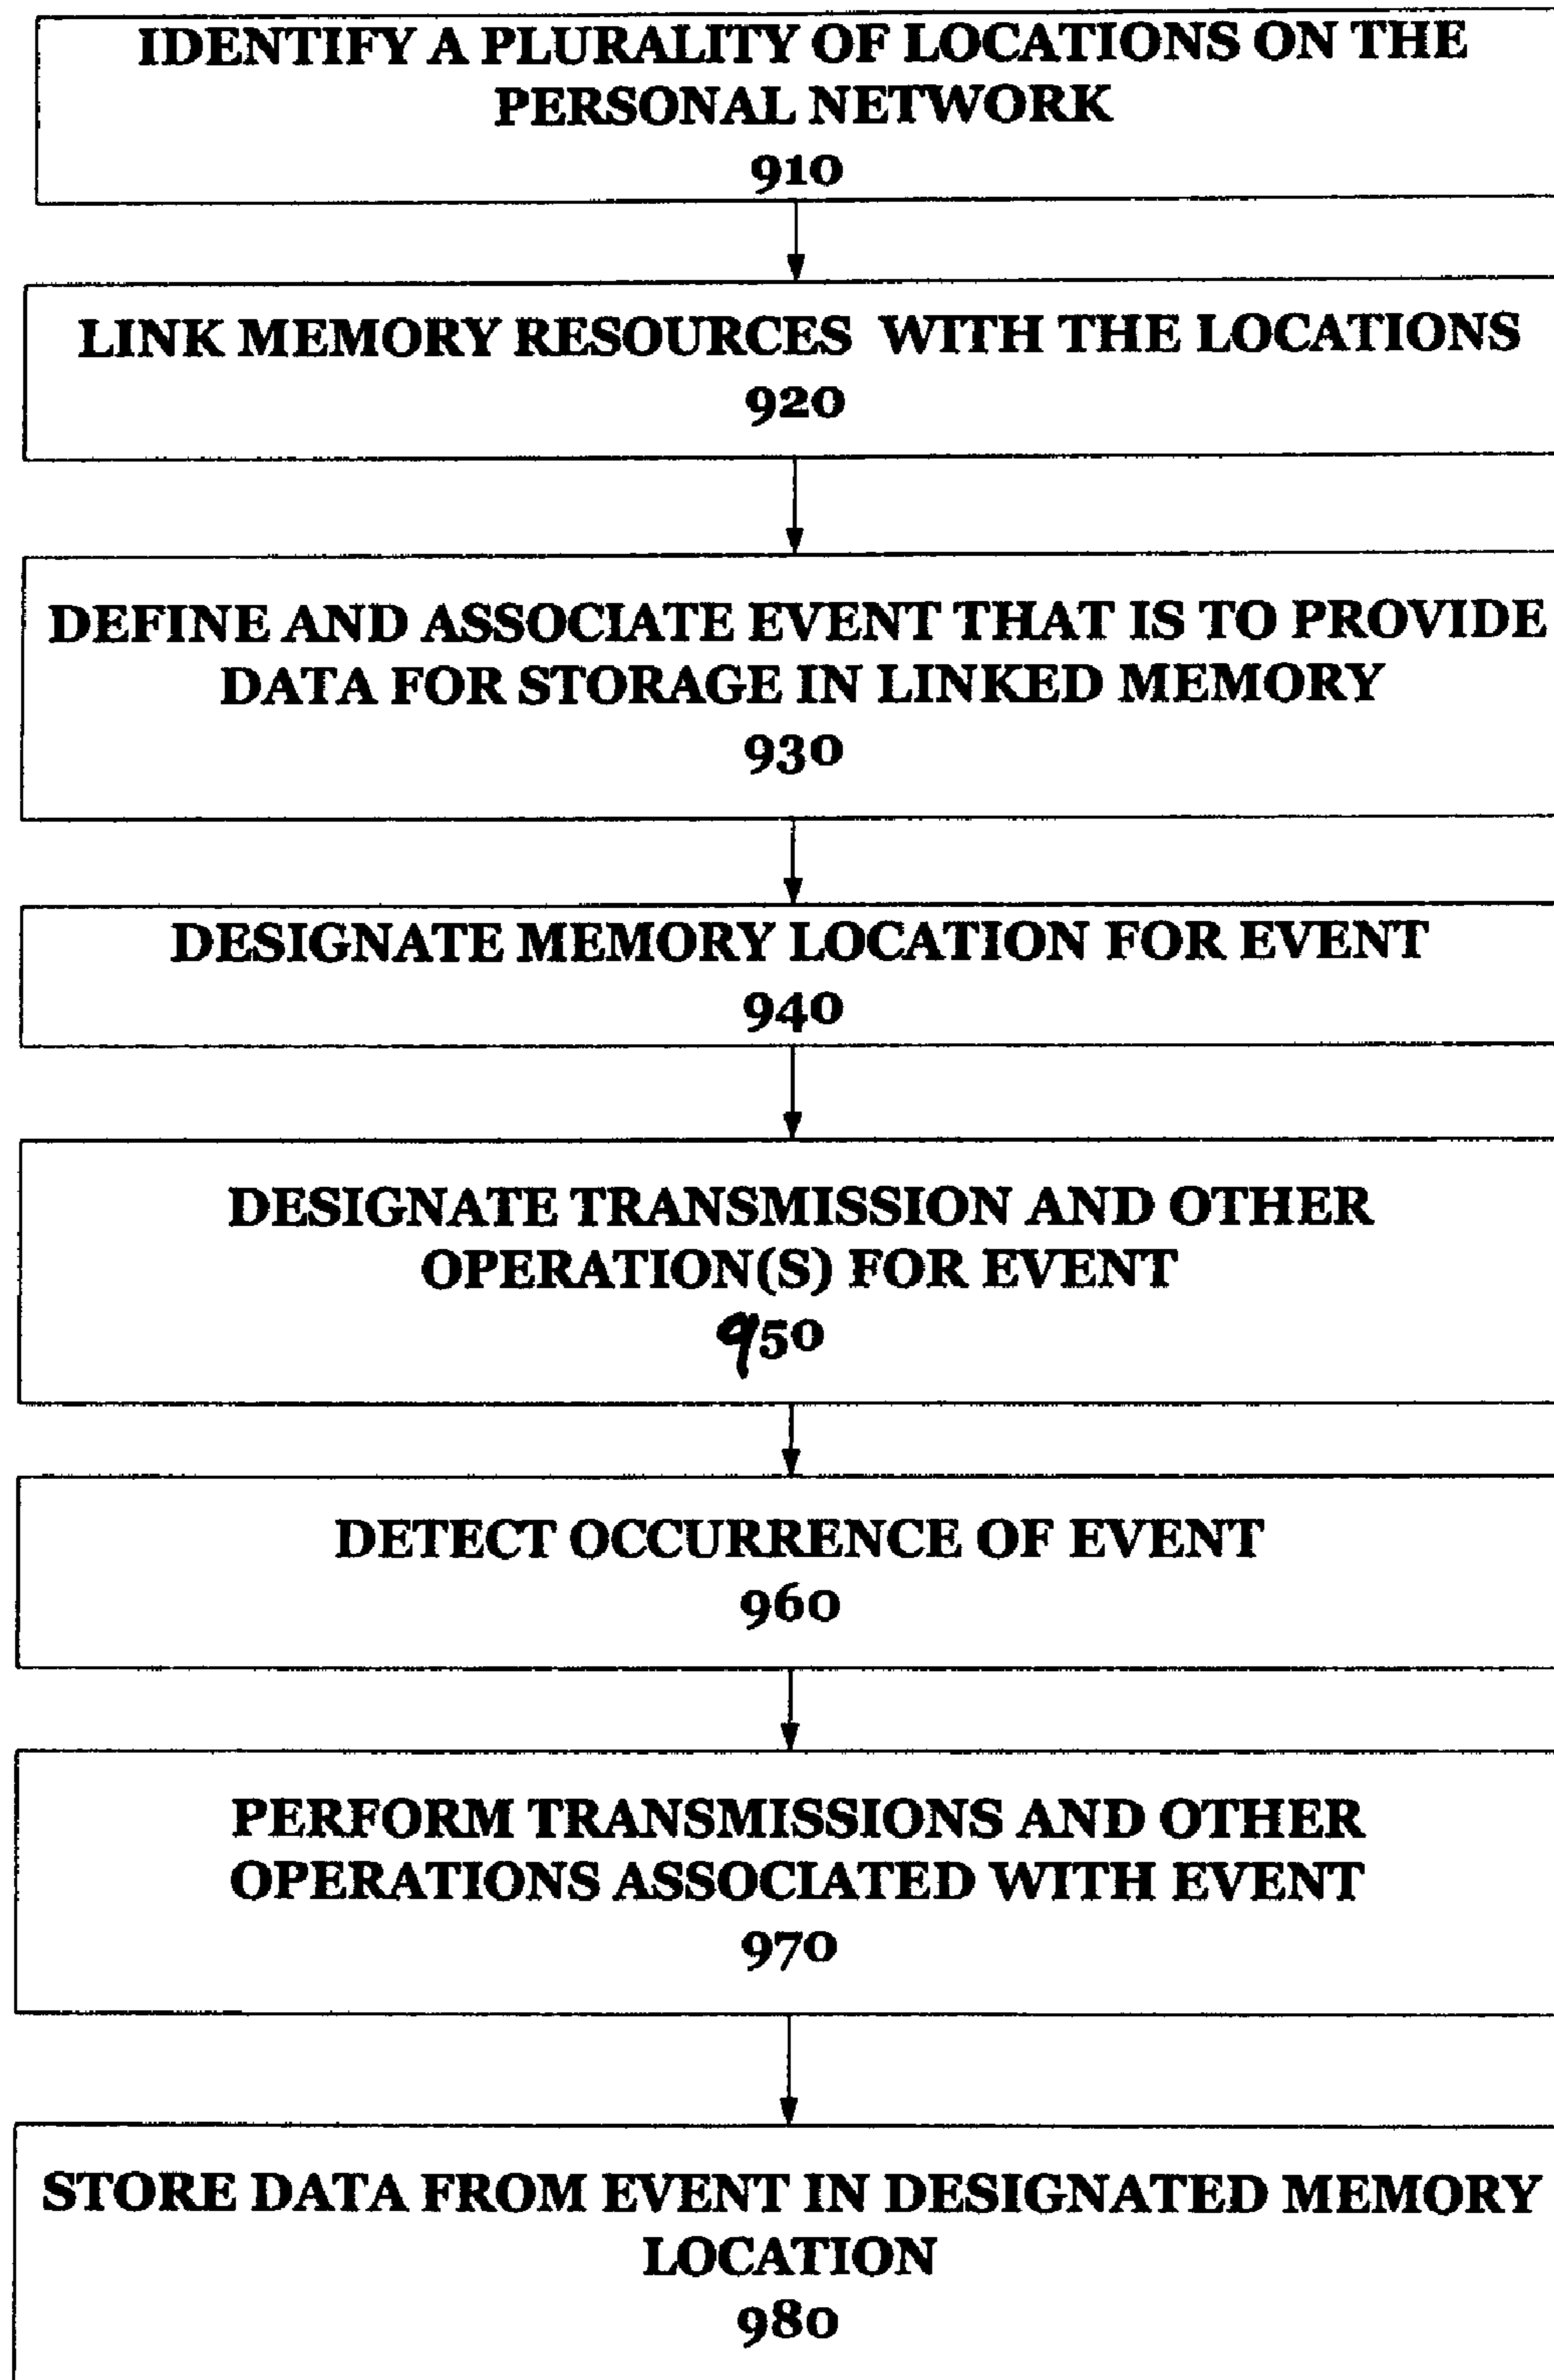 IDENTIFY A PLURALITY OF LOCATIONS ON THE
PERSONAL NETWORK
910
LINK MEMORY RESOURCES WITH THE LOCATIONS
920
DEFINE AND ASSOCIATE EVENT THAT IS TO PROVIDE
DATA FOR STORAGE IN LINKED MEMORY
930
DESIGNATE MEMORY LOCATION FOR EVENT
940
DESIGNATE TRANSMISSION AND OTHER
OPERATION(S) FOR EVENT
950
DETECT OCCURRENCE OF EVENT
960
PERFORM TRANSMISSIONS AND OTHER
OPERATIONS ASSOCIATED WITH EVENT
970
STORE DATA FROM EVENT IN DESIGNATED MEMORY
LOCATION
980